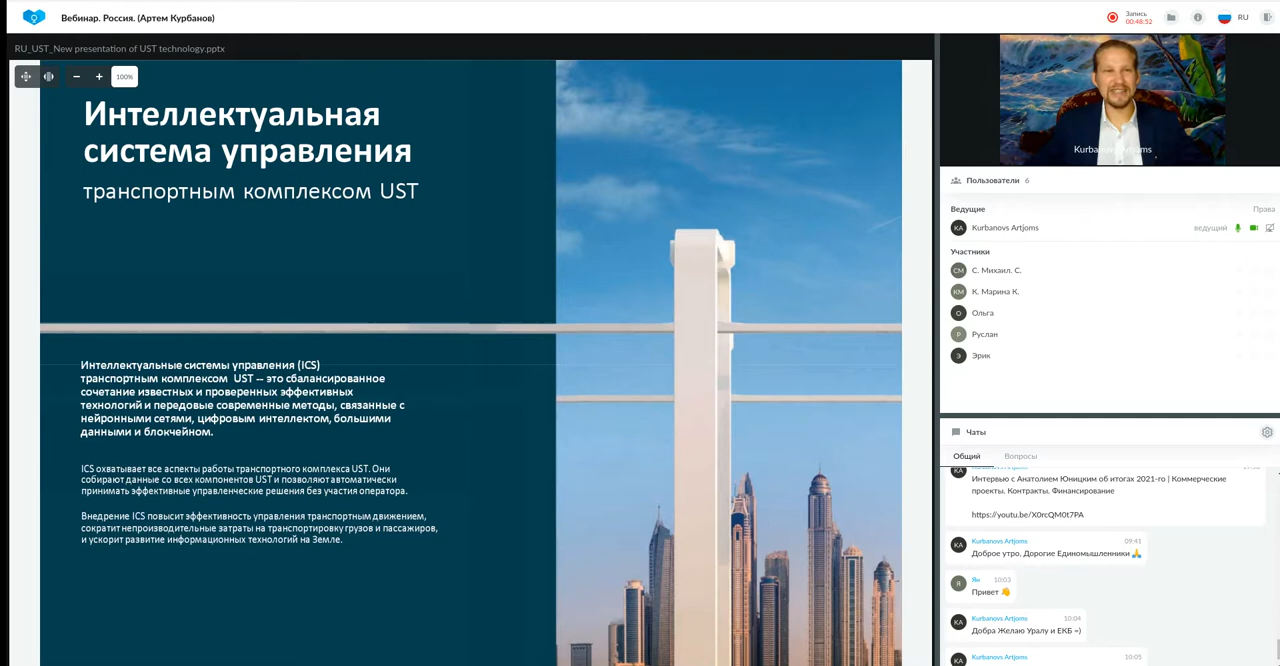 Вебинар. Россия. (Артем Курбанов)
Запись
00:48:52
RU
RU_UST_New presentation of UST technology.pptx
100%
Интеллектуальная
система управления
транспортным комплексом UST
Интеллектуальные системы управления (ICS)
транспортным комплексом UST -- это сбалансированное
сочетание известных и проверенных эффективных
технологий и передовые современные методы, связанные с
нейронными сетями, цифровым интеллектом, большими
данными и блокчейном.
ICS охватывает все аспекты работы транспортного комплекса UST. Они
собирают данные со всех компонентов UST и позволяют автоматически
принимать эффективные управленческие решения без участия оператора.
Внедрение ICS повысит эффективность управления транспортным движением,
сократит непроизводительные затраты на транспортировку грузов и пассажиров,
и ускорит развитие информационных технологий на Земле.
Kurbanovs Artjoms
Пользователи 6
Ведущие Права
KA Kurbanovs Artjoms ведущий
Участники
СМ С. Михаил. С.
КМ К. Марина К.
О Ольга
Р Руслан
Э Эрик
Чаты
Общий Вопросы
KA
Интервью с Анатолием Юницким об итогах 2021-го | Коммерческие
проекты. Контракты. Финансирование
https://youtu.be/X0rcQM0t7PA
KA Kurbanovs Artjoms 09:41
Доброе утро, Дорогие Единомышленники 🙏
Я Ян 10:03
Привет 👋
KA Kurbanovs Artjoms 10:04
Добра Желаю Уралу и ЕКБ =)
KA Kurbanovs Artjoms 10:05